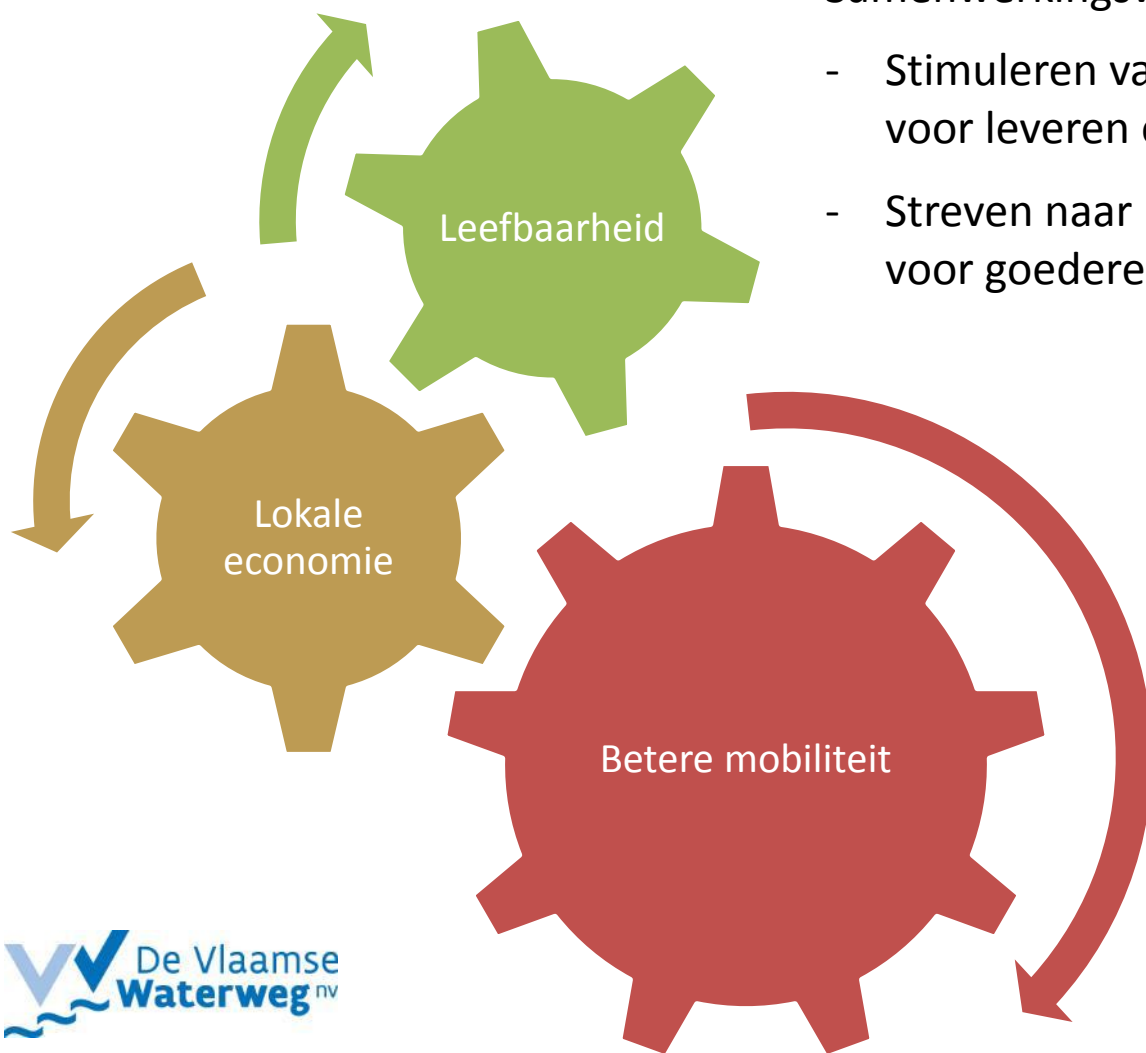 - Stimuleren va
voor leveren
- Streven naar
voor goedere
Leefbaarheid
Lokale
economie
Betere mobiliteit
De Vlaamse
Waterweg nv